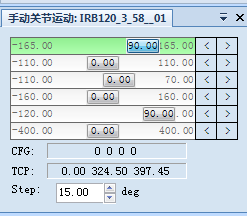 手动关节运动: IRB120_3_58__01
-165.00 90.00 165.00 < >
-110.00 0.00 110.00 < >
-110.00 0.00 70.00 < >
-160.00 0.00 160.00 < >
-120.00 90.00 120.00 < >
-400.00 0.00 400.00 < >
CFG: 0 0 0 0
TCP: 0.00 324.50 397.45
Step: 15.00 deg